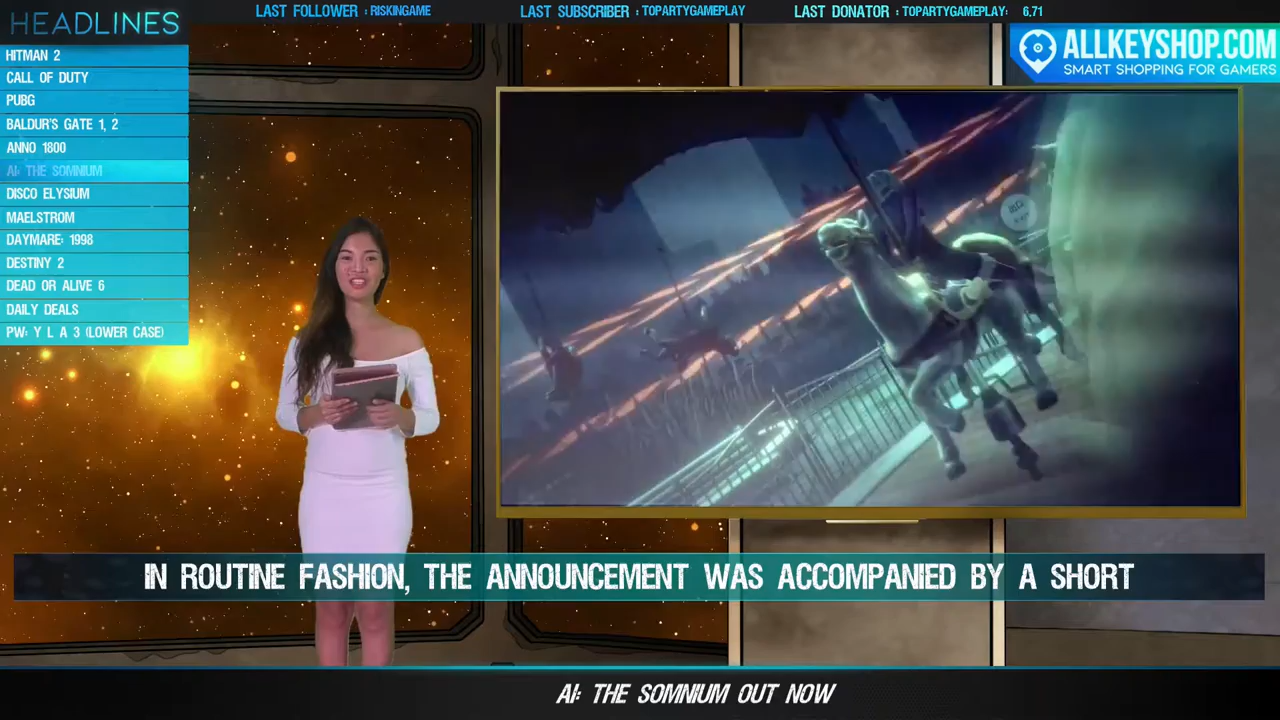 HEADLINES
LAST FOLLOWER : RISKINGAME
LAST SUBSCRIBER : TOPARTYGAMEPLAY
LAST DONATOR : TOPARTYGAMEPLAY: 6,71
ALLKEYSHOP.COM
SMART SHOPPING FOR GAMERS
HITMAN 2
CALL OF DUTY
PUBG
BALDUR'S GATE 1, 2
ANNO 1800
AI: THE SOMNIUM
DISCO ELYSIUM
MAELSTROM
DAYMARE: 1998
DESTINY 2
DEAD OR ALIVE 6
DAILY DEALS
PW: Y L A 3 (LOWER CASE)
IN ROUTINE FASHION, THE ANNOUNCEMENT WAS ACCOMPANIED BY A SHORT
AI: THE SOMNIUM OUT NOW